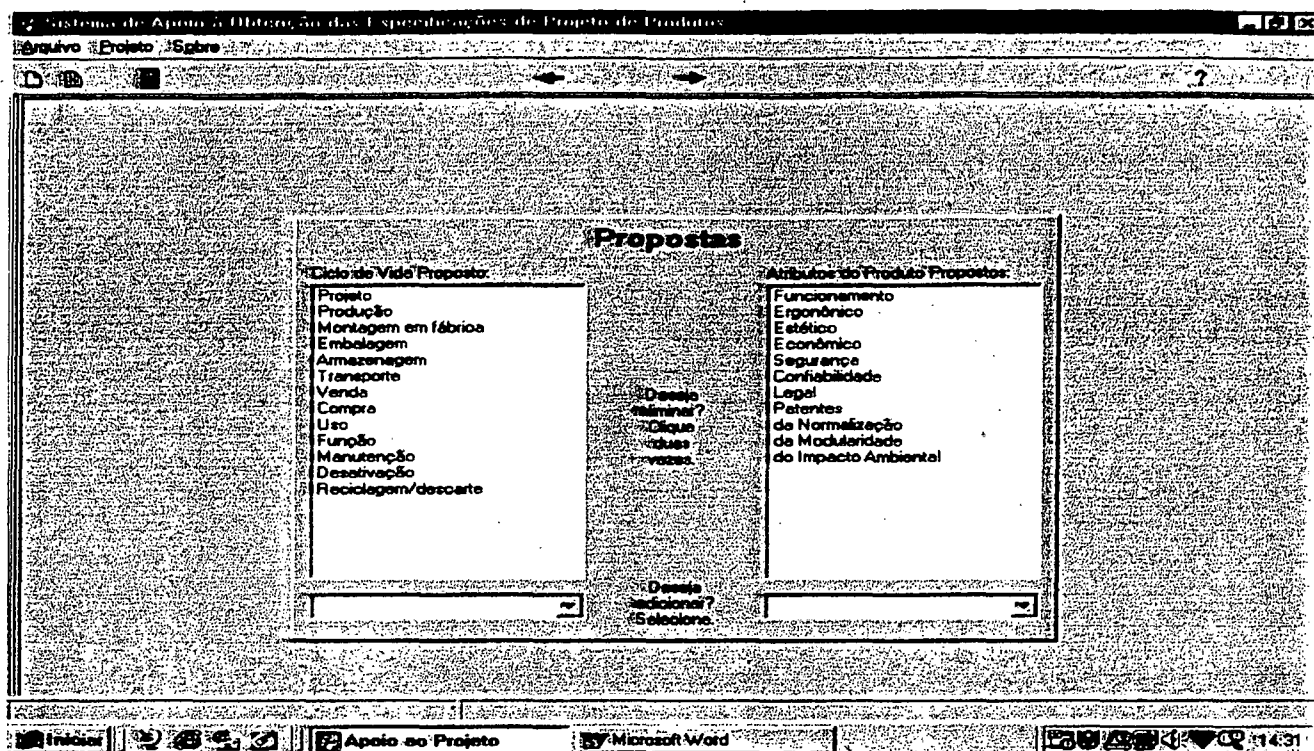 Sistema de Apoio à Obtenção das Especificações de Projeto de Produtos
Arquivo Projeto Sobre
?
Propostas
Ciclo de Vida Proposto:
Projeto
Produção
Montagem em fábrica
Embalagem
Armazenagem
Transporte
Venda
Compra
Uso
Função
Manutenção
Desativação
Reciclagem/descarte
Deseja
eliminar?
Clique
duas
vezes.
Deseja
adicionar?
Selecione.
Atributos do Produto Propostos:
Funcionamento
Ergonônico
Estético
Econômico
Segurança
Confiabilidade
Legal
Patentes
da Normalização
da Modularidade
do Impacto Ambiental
Iniciar Apoio ao Projeto Microsoft Word 14:31